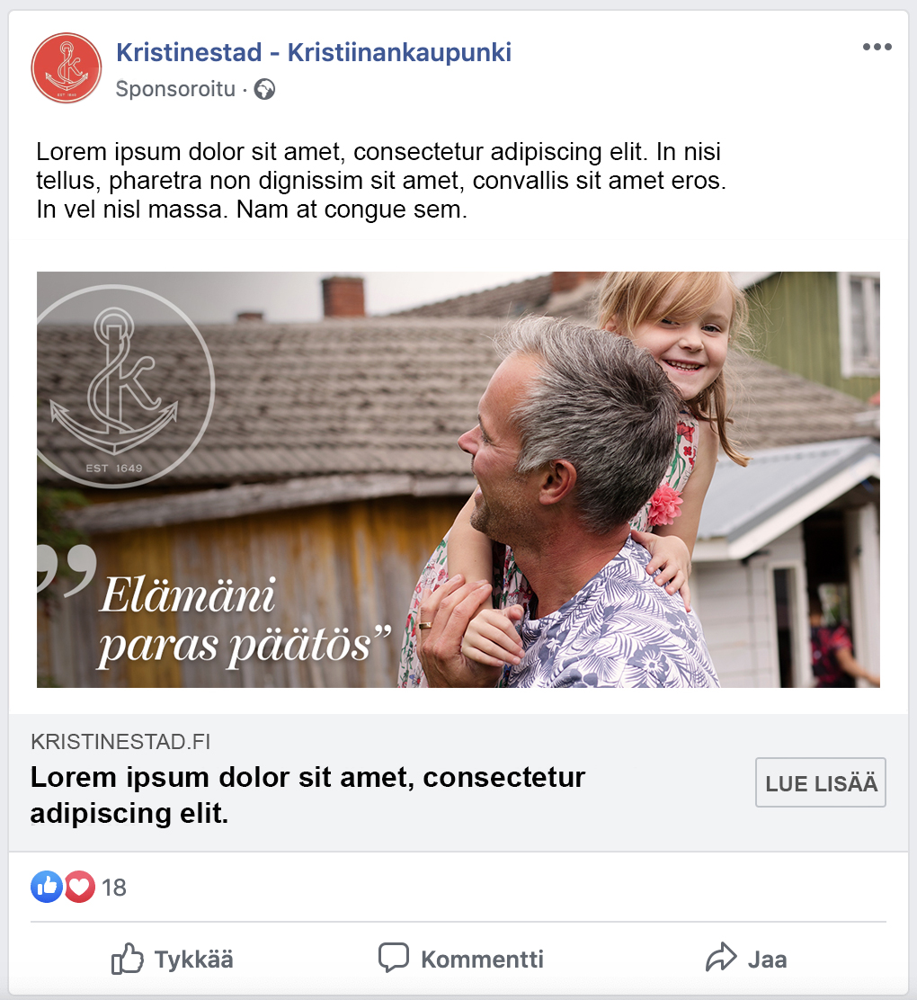 Kristinestad - Kristiinankaupunki
Sponsoroitu ·
Lorem ipsum dolor sit amet, consectetur adipiscing elit. In nisi
tellus, pharetra non dignissim sit amet, convallis sit amet eros.
In vel nisl massa. Nam at congue sem.
k
EST 1649
”Elämäni
paras päätös”
KRISTINESTAD.FI
Lorem ipsum dolor sit amet, consectetur
adipiscing elit.
LUE LISÄÄ
18
Tykkää
Kommentti
Jaa